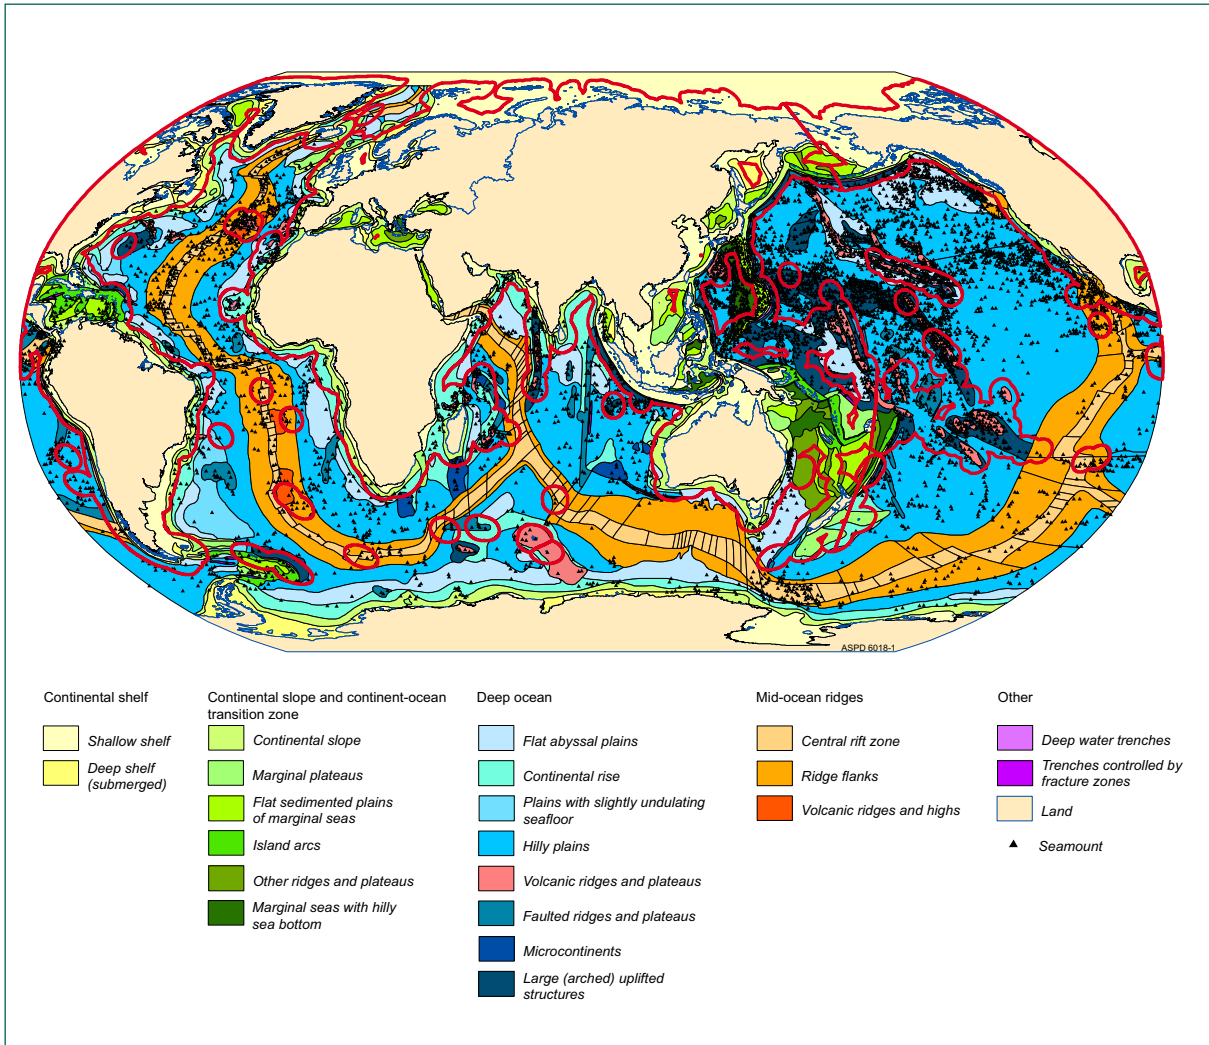 ASPD 6018-1
Continental shelf
Shallow shelf
Deep shelf
(submerged)
Continental slope and continent-ocean
transition zone
Continental slope
Marginal plateaus
Flat sedimented plains
of marginal seas
Island arcs
Other ridges and plateaus
Marginal seas with hilly
sea bottom
Deep ocean
Flat abyssal plains
Continental rise
Plains with slightly undulating
seafloor
Hilly plains
Volcanic ridges and plateaus
Faulted ridges and plateaus
Microcontinents
Large (arched) uplifted
structures
Mid-ocean ridges
Central rift zone
Ridge flanks
Volcanic ridges and highs
Other
Deep water trenches
Trenches controlled by
fracture zones
Land
Seamount